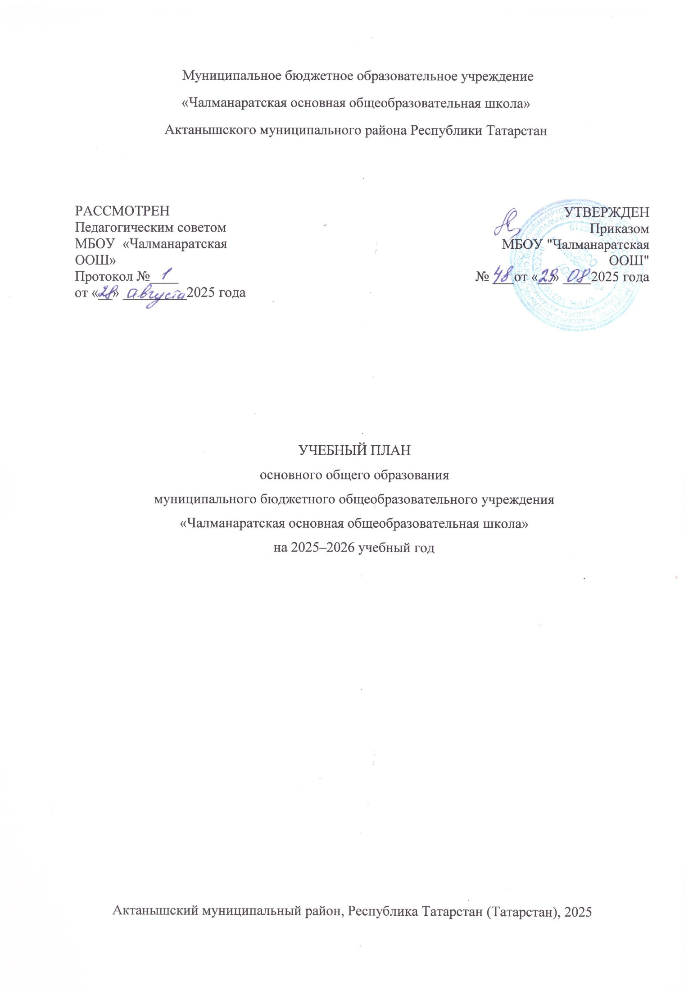 Муниципальное бюджетное образовательное учреждение
«Чалманаратская основная общеобразовательная школа»
Актанышского муниципального района Республики Татарстан
РАССМОТРЕН
Педагогическим советом
МБОУ «Чалманаратская
ООШ»
Протокол № 1
от «28» августа 2025 года
УТВЕРЖДЕН
Приказом
МБОУ "Чалманаратская
ООШ"
№ 48 от «29» 08 2025 года
УЧЕБНЫЙ ПЛАН
основного общего образования
муниципального бюджетного общеобразовательного учреждения
«Чалманаратская основная общеобразовательная школа»
на 2025–2026 учебный год
Актанышский муниципальный район, Республика Татарстан (Татарстан), 2025